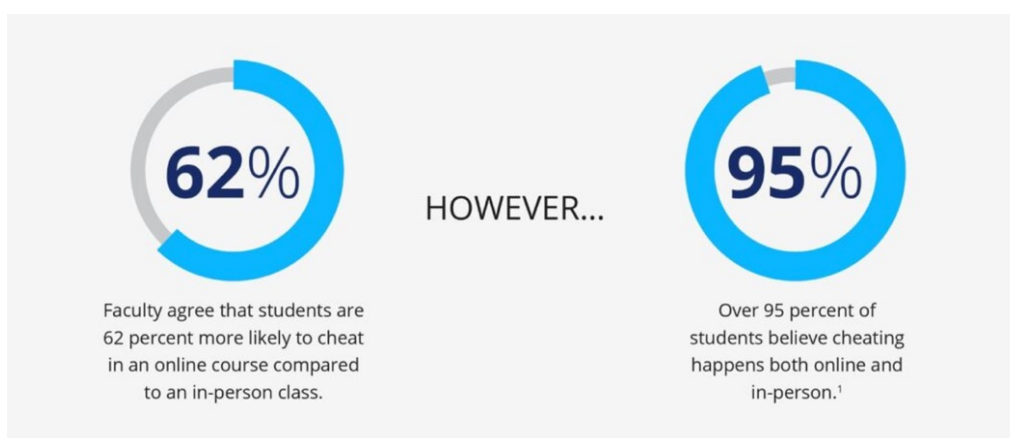 62%
Faculty agree that students are
62 percent more likely to cheat
in an online course compared
to an in-person class.
HOWEVER...
95%
Over 95 percent of
students believe cheating
happens both online and
in-person.¹